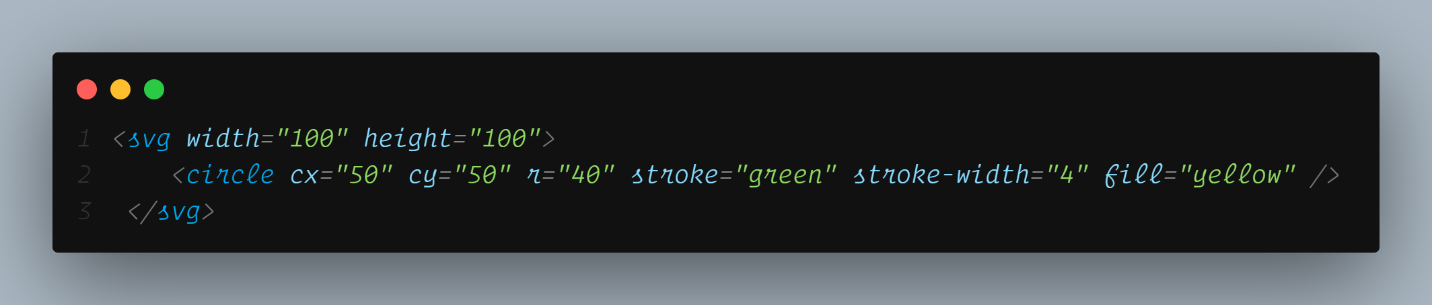 1 <svg width="100" height="100">
2     <circle cx="50" cy="50" r="40" stroke="green" stroke-width="4" fill="yellow" />
3  </svg>